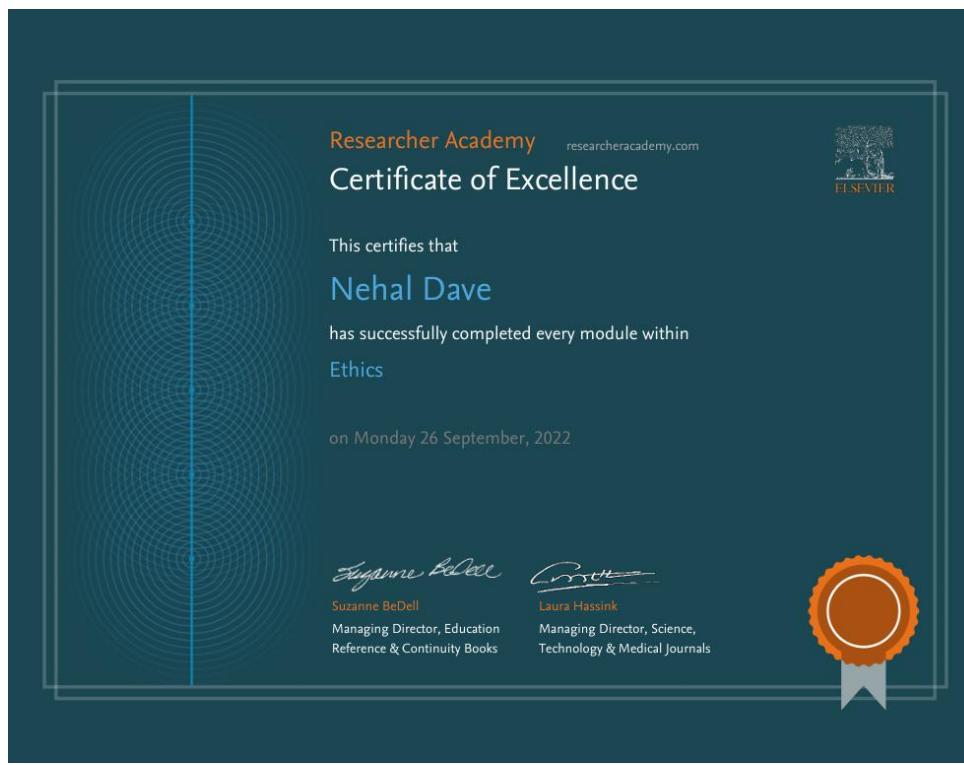 Researcher Academy researcheracademy.com
Certificate of Excellence
ELSEVIER
This certifies that
Nehal Dave
has successfully completed every module within
Ethics
on Monday 26 September, 2022
Suzanne BeDell
Suzanne BeDell
Managing Director, Education
Reference & Continuity Books
Laura Hassink
Managing Director, Science,
Technology & Medical Journals